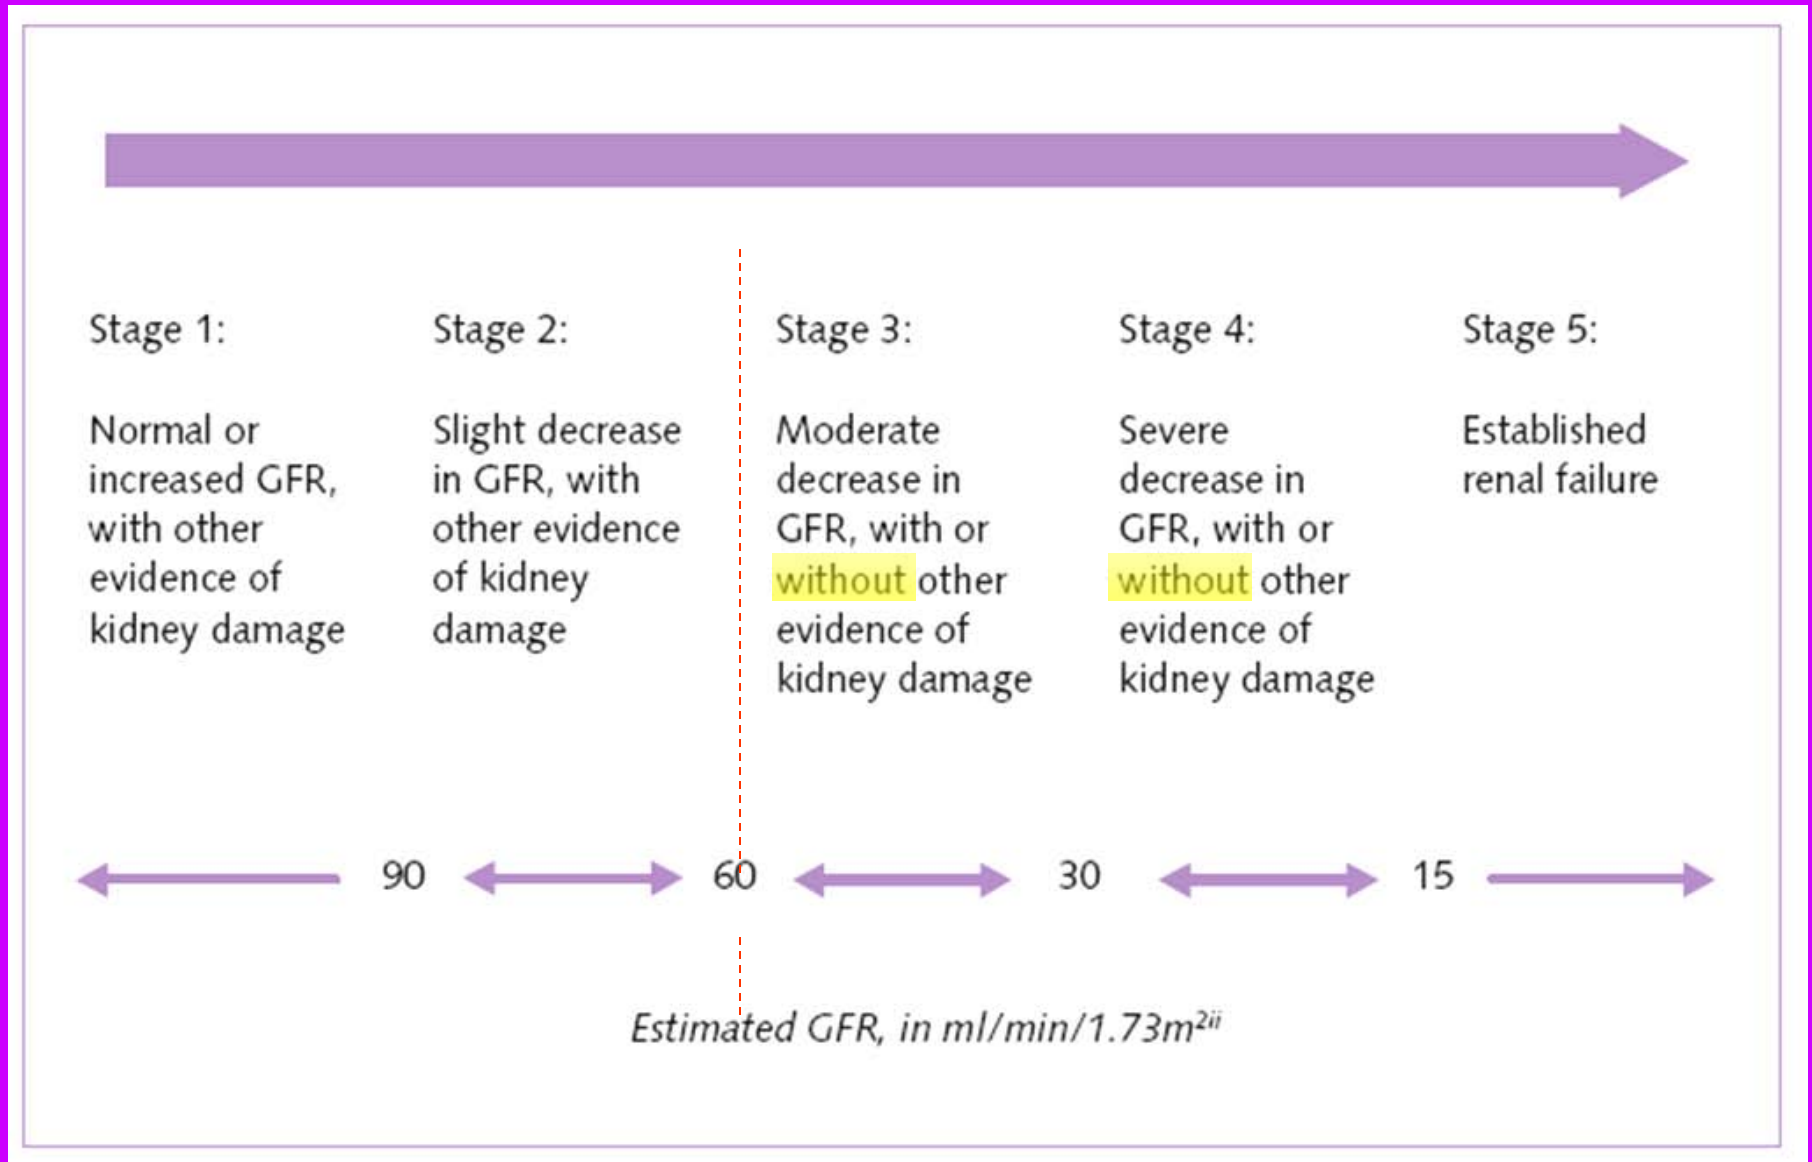 Stage 1:
Normal or
increased GFR,
with other
evidence of
kidney damage
Stage 2:
Slight decrease
in GFR, with
other evidence
of kidney
damage
Stage 3:
Moderate
decrease in
GFR, with or
without other
evidence of
kidney damage
Stage 4:
Severe
decrease in
GFR, with or
without other
evidence of
kidney damage
Stage 5:
Established
renal failure
90 60 30 15
Estimated GFR, in ml/min/1.73m²ⁱⁱ